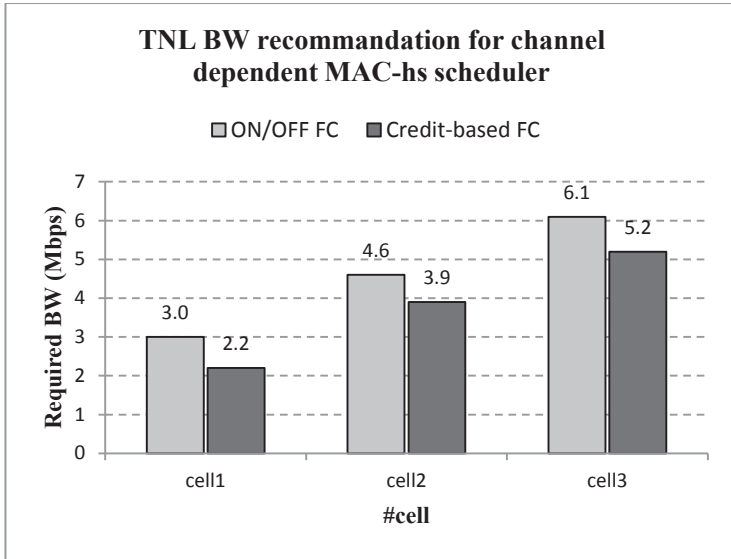 TNL BW recommandation for channel
dependent MAC-hs scheduler
ON/OFF FC Credit-based FC
Required BW (Mbps)
7
6
5
4
3
2
1
0
3.0
2.2
4.6
3.9
6.1
5.2
cell1 cell2 cell3
#cell